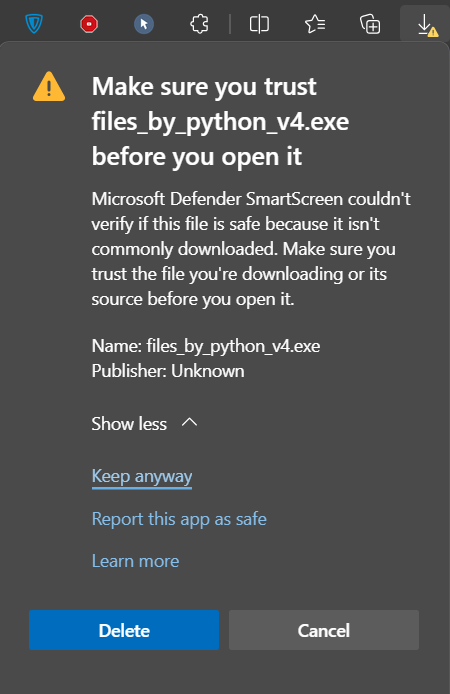 Make sure you trust
files_by_python_v4.exe
before you open it
Microsoft Defender SmartScreen couldn't
verify if this file is safe because it isn't
commonly downloaded. Make sure you
trust the file you're downloading or its
source before you open it.
Name: files_by_python_v4.exe
Publisher: Unknown
Show less
Keep anyway
Report this app as safe
Learn more
Delete
Cancel